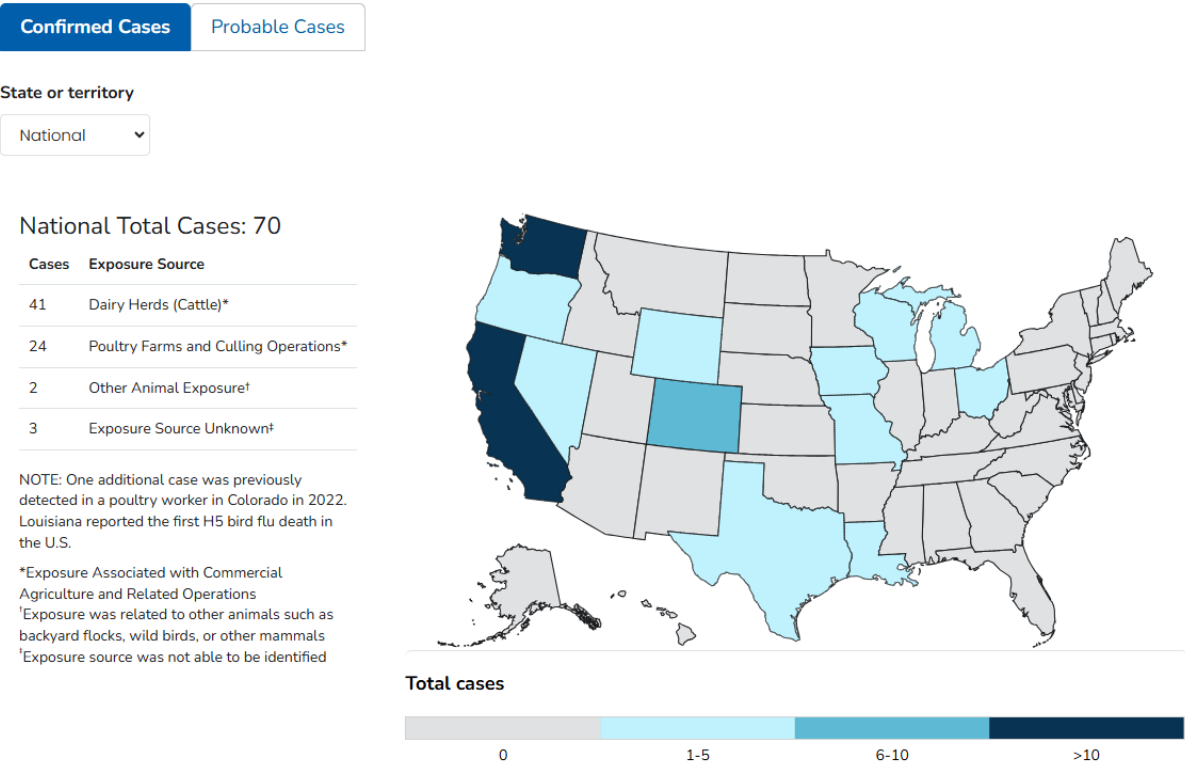 Confirmed Cases
Probable Cases
State or territory
National
National Total Cases: 70
Cases Exposure Source
41 Dairy Herds (Cattle)*
24 Poultry Farms and Culling Operations*
2 Other Animal Exposure†
3 Exposure Source Unknown‡
NOTE: One additional case was previously
detected in a poultry worker in Colorado in 2022.
Louisiana reported the first H5 bird flu death in
the U.S.
*Exposure Associated with Commercial
Agriculture and Related Operations
†Exposure was related to other animals such as
backyard flocks, wild birds, or other mammals
‡Exposure source was not able to be identified
Total cases
0 1-5 6-10 >10